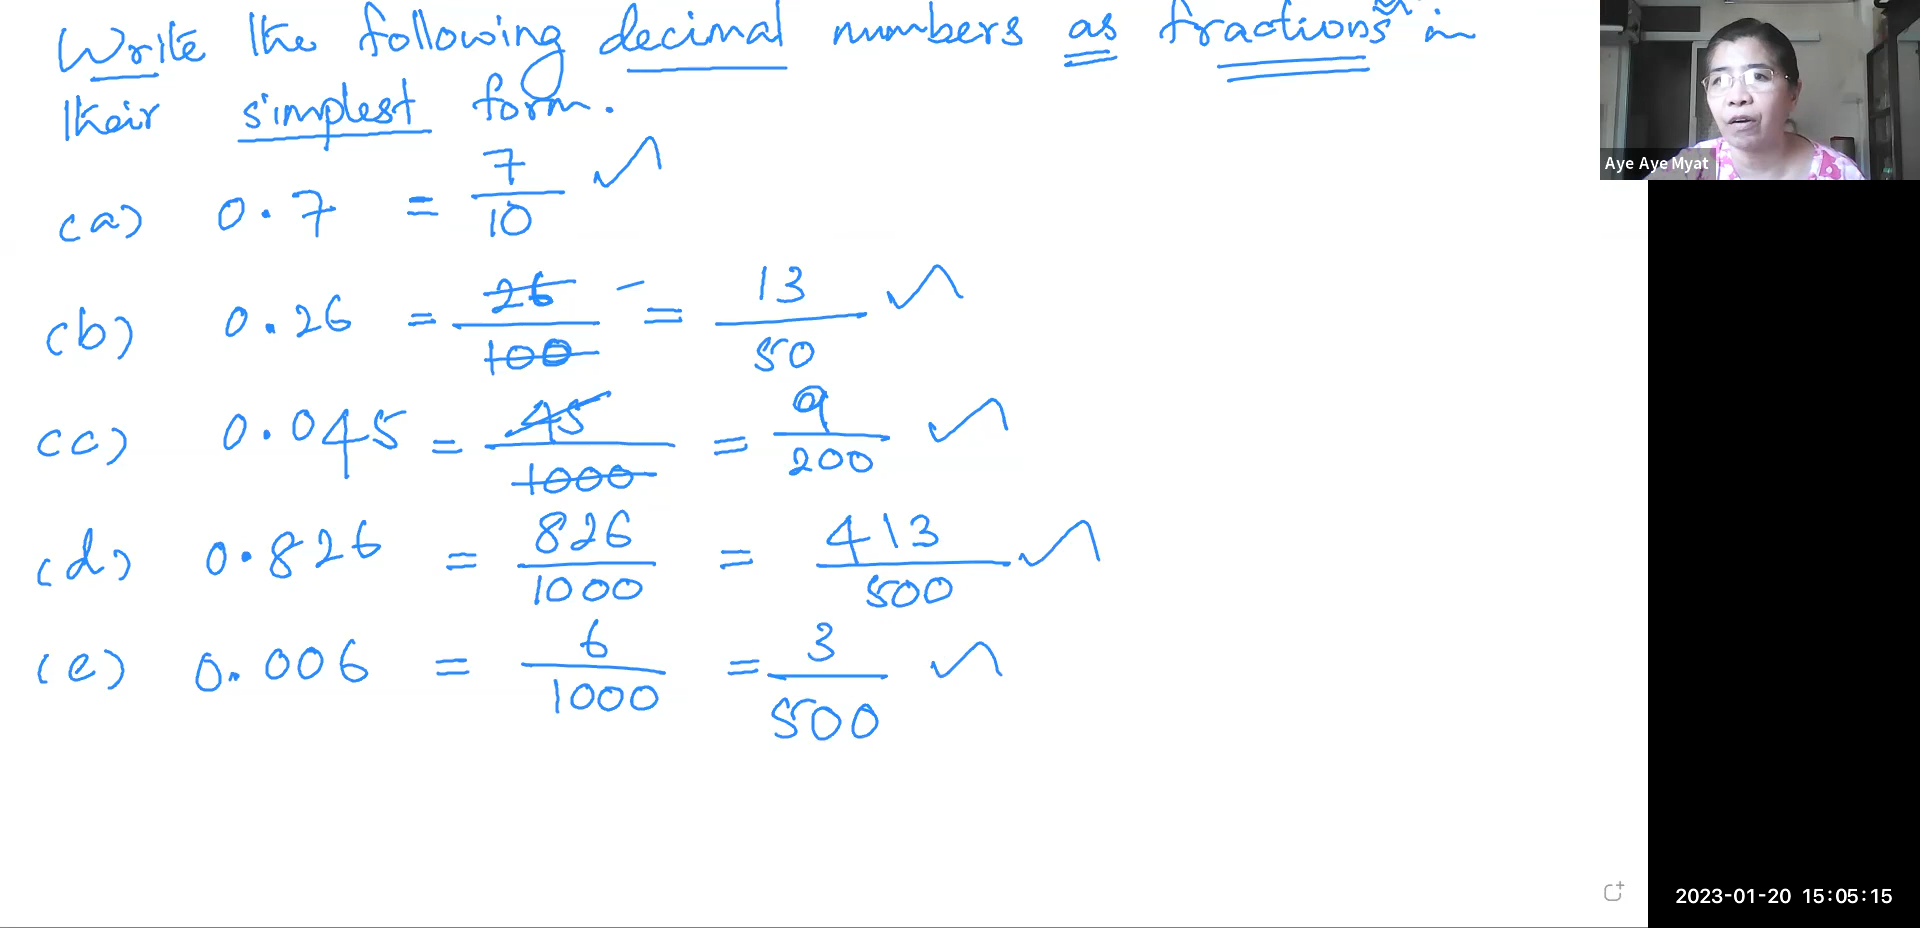 Write the following decimal numbers as fractions in
their simplest form.
(a) 0.7 = 7/10
(b) 0.26 = 26/100 = 13/50
(c) 0.045 = 45/1000 = 9/200
(d) 0.826 = 826/1000 = 413/500
(e) 0.006 = 6/1000 = 3/500
Aye Aye Myat
2023-01-20 15:05:15